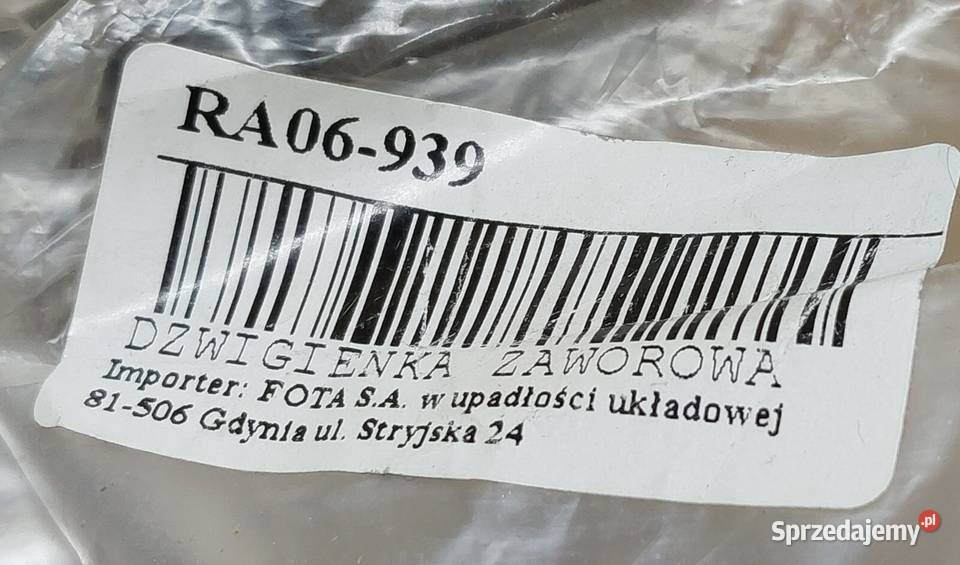 RA06-939
DZWIGIENKA ZAWOROWA
Importer: FOTA S.A. w upadłości układowej
81-506 Gdynia ul. Stryjska 24
Sprzedajemy.pl